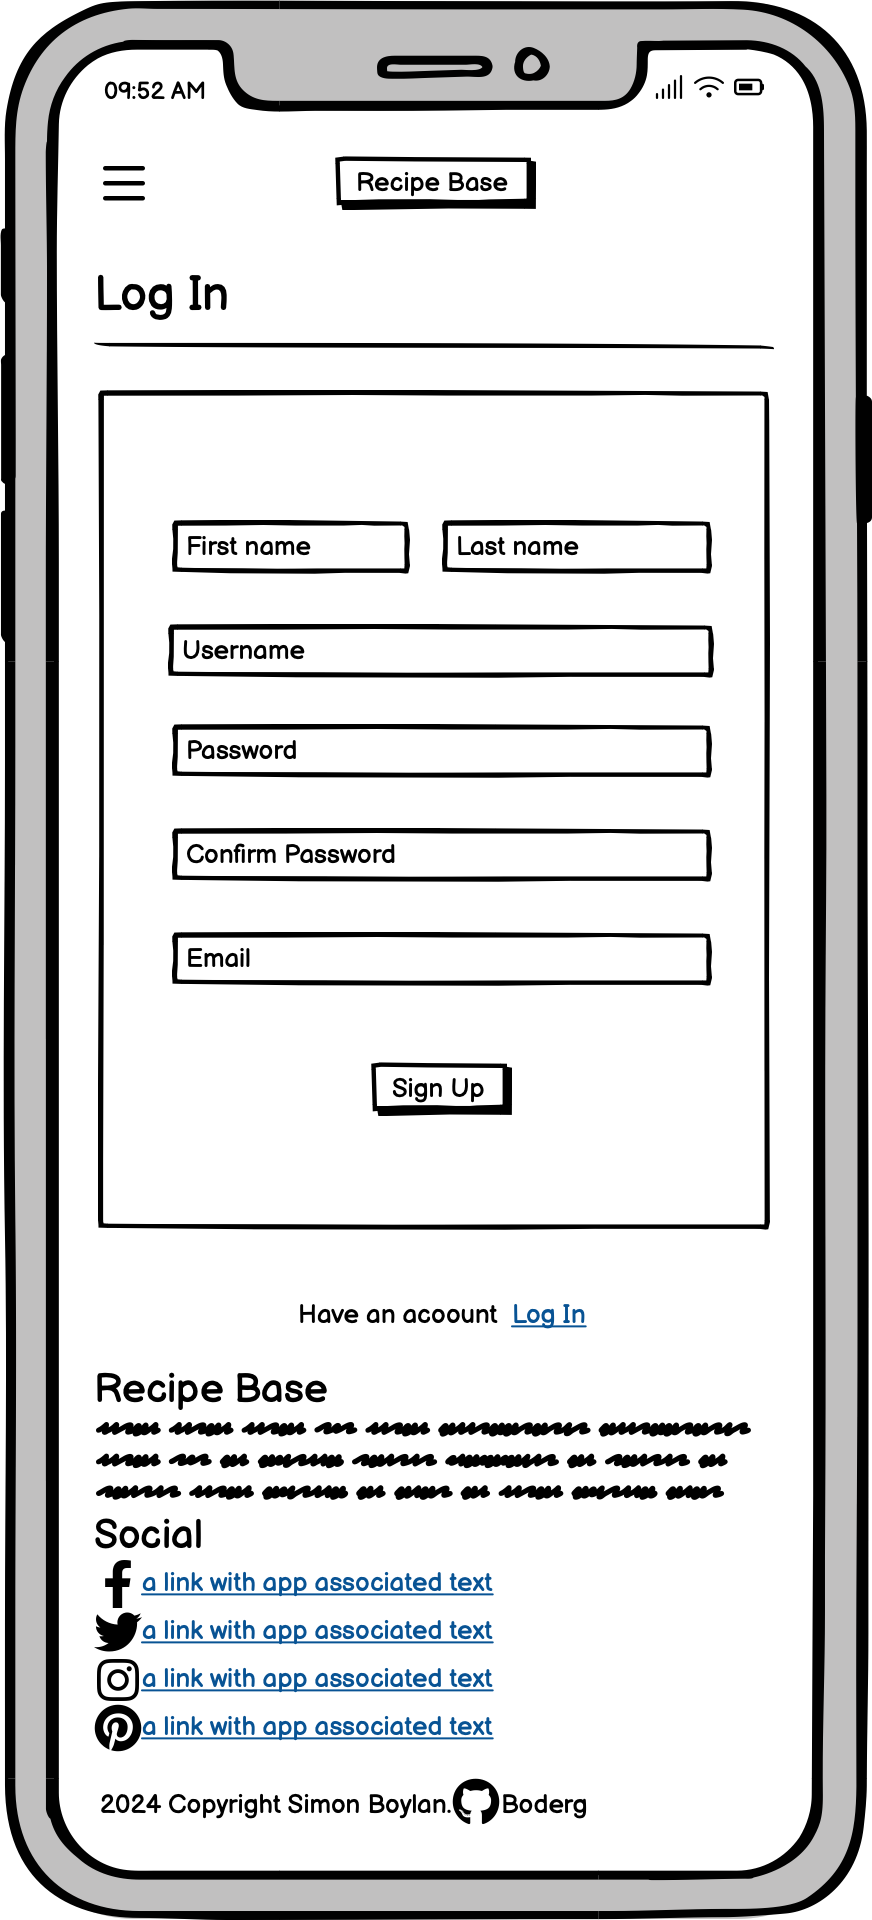 09:52 AM
Recipe Base
Log In
First name
Last name
Username
Password
Confirm Password
Email
Sign Up
Have an acoount Log In
Recipe Base
Social
a link with app associated text
a link with app associated text
a link with app associated text
a link with app associated text
2024 Copyright Simon Boylan. Boderg